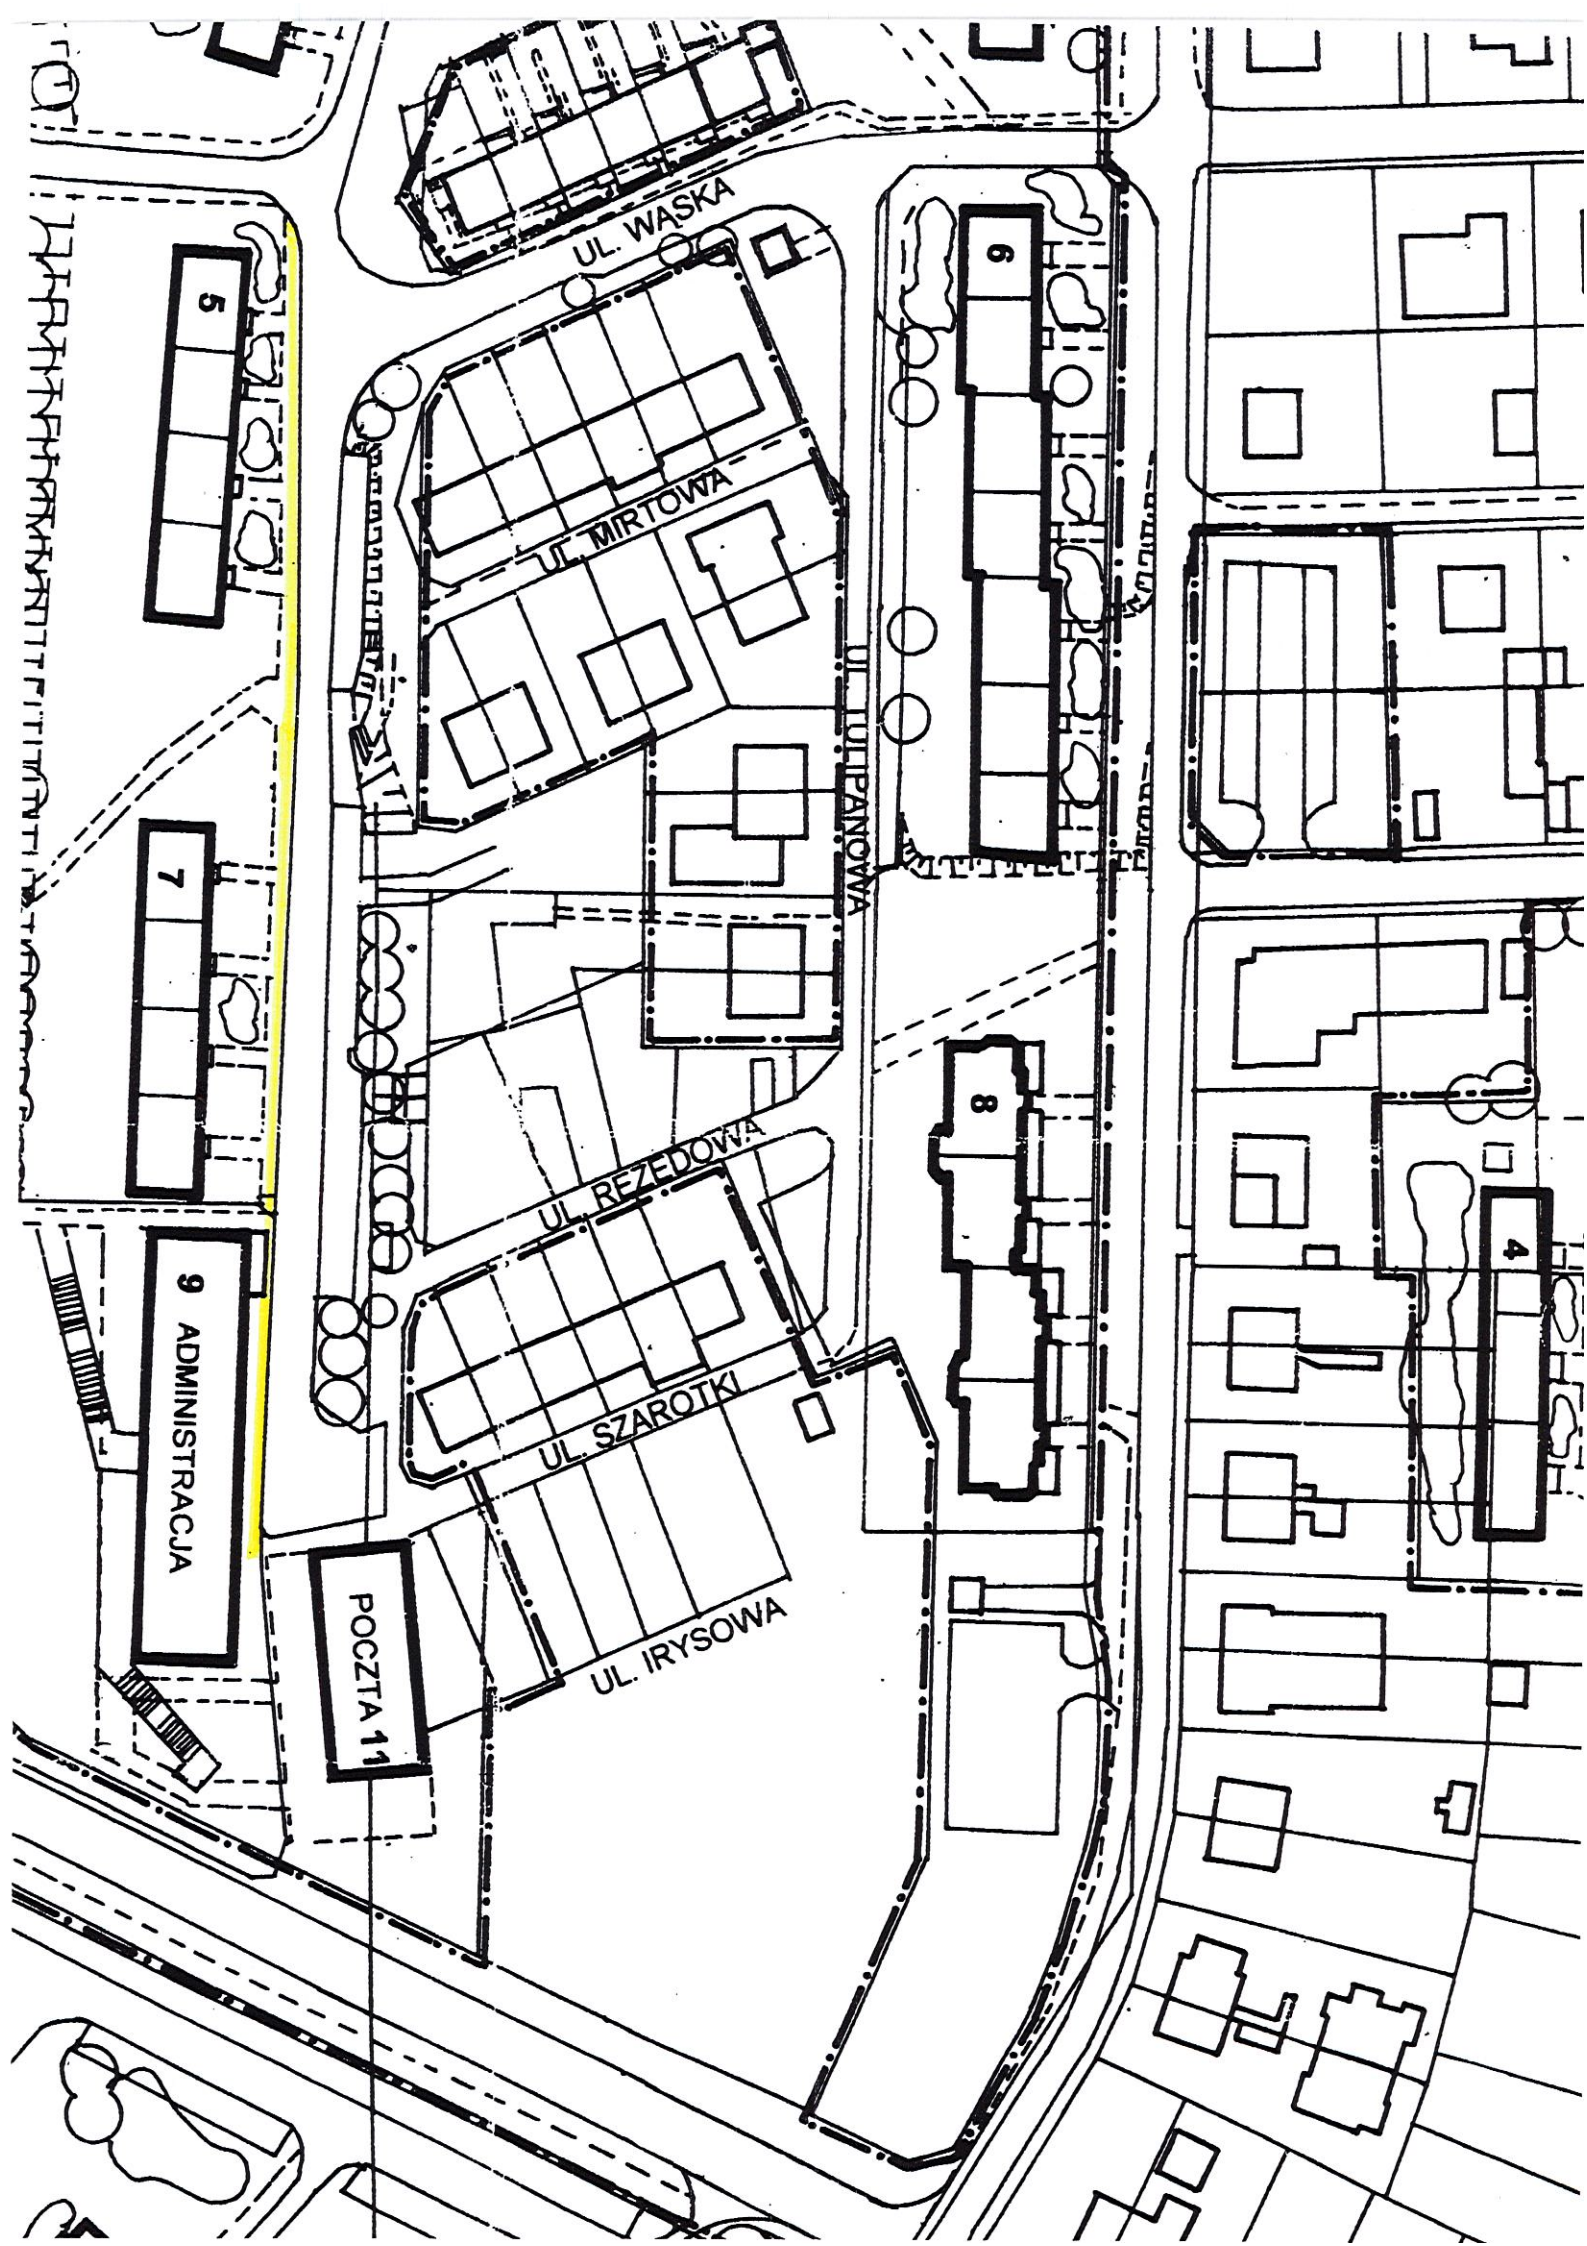 UL. WĄSKA
6
5
UL. MIRTOWA
UL. TULIPANOWA
7
8
UL. REZEDOWA
4
9 ADMINISTRACJA
UL. SZAROTKI
POCZTA 11
UL. IRYSOWA